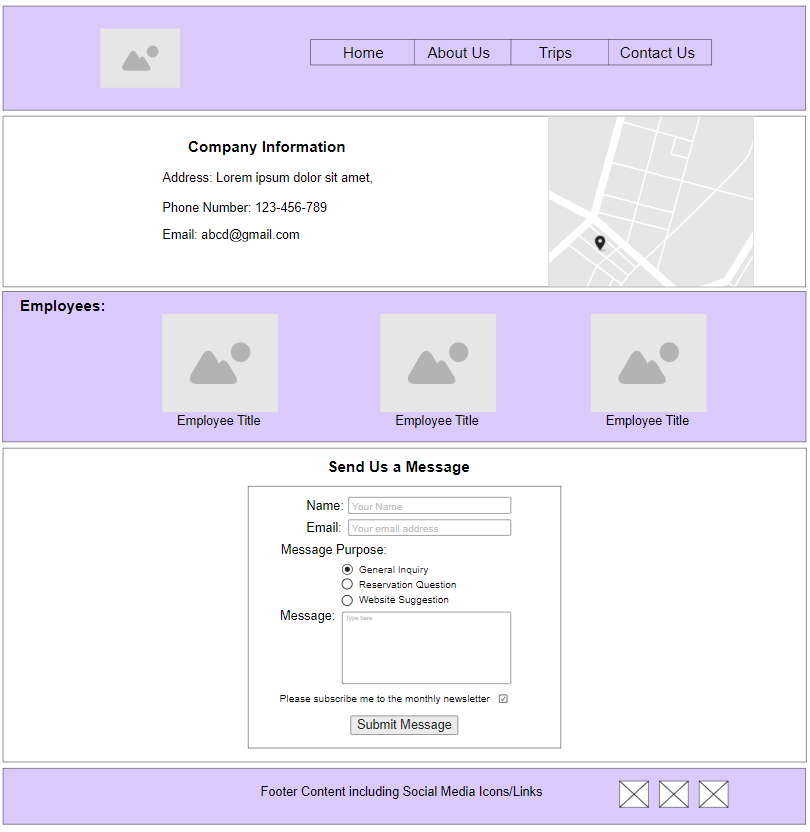 Home About Us Trips Contact Us
Company Information
Address: Lorem ipsum dolor sit amet,
Phone Number: 123-456-789
Email: abcd@gmail.com
Employees:
Employee Title Employee Title Employee Title
Send Us a Message
Name: Your Name
Email: Your email address
Message Purpose:
General Inquiry
Reservation Question
Website Suggestion
Message: Type here
Please subscribe me to the monthly newsletter
Submit Message
Footer Content including Social Media Icons/Links